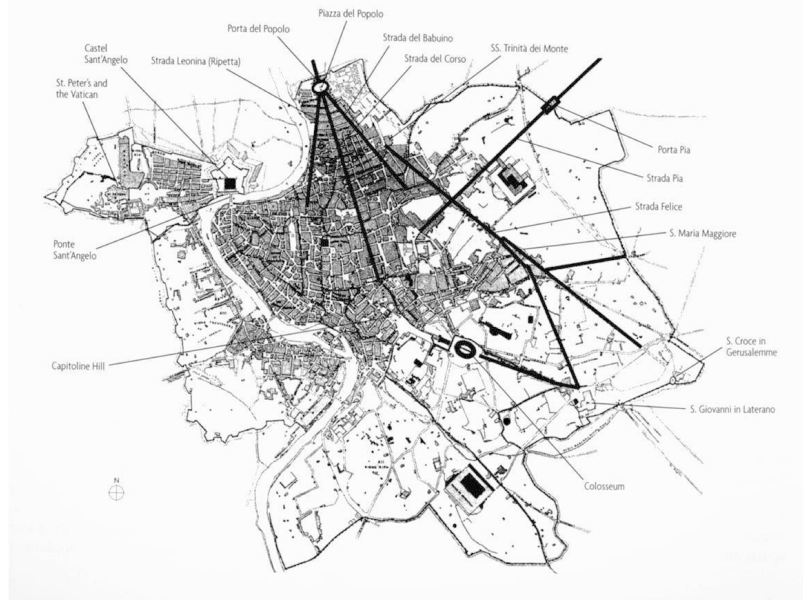 Piazza del Popolo
Porta del Popolo
Strada del Babuino
Castel
Sant'Angelo
Strada Leonina (Ripetta)
Strada del Corso
SS. Trinità dei Monte
St. Peter's and
the Vatican
Porta Pia
Strada Pia
Strada Felice
S. Maria Maggiore
Ponte
Sant'Angelo
Capitoline Hill
S. Croce in
Gerusalemme
S. Giovanni in Laterano
Colosseum
N